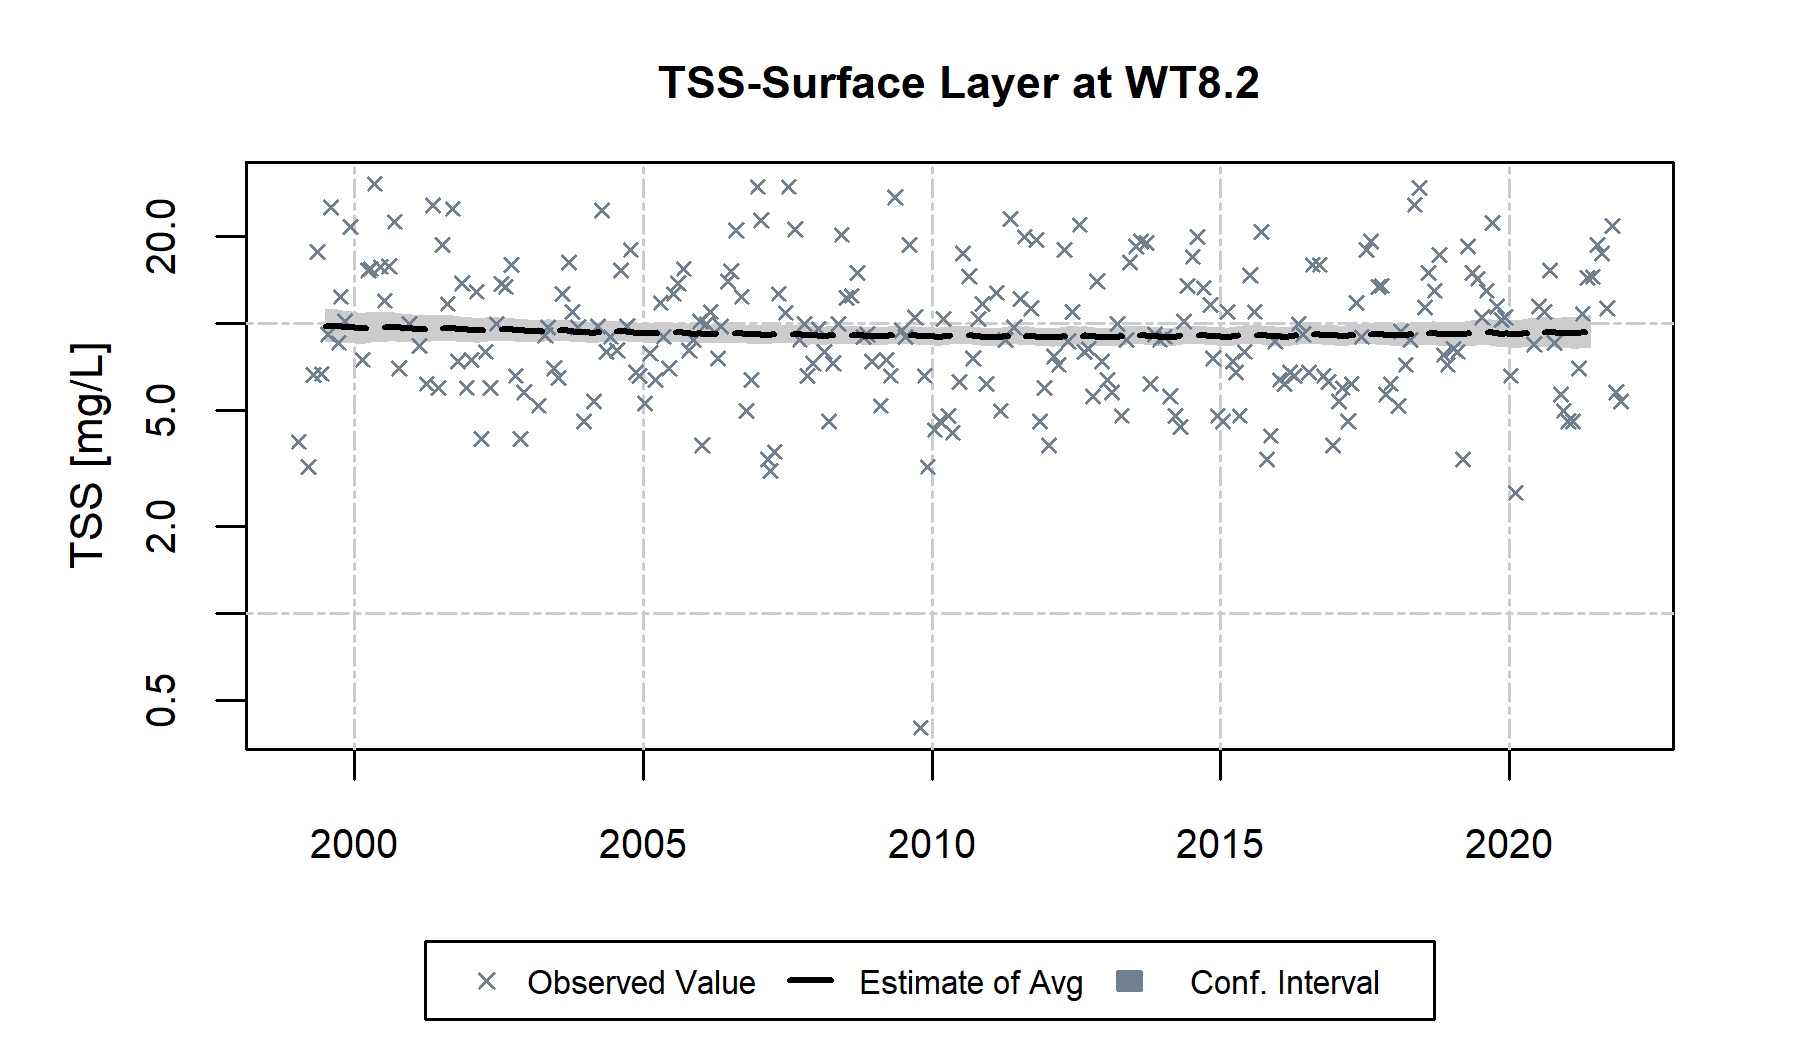 TSS-Surface Layer at WT8.2
TSS [mg/L]
20.0
5.0
2.0
0.5
2000 2005 2010 2015 2020
Observed Value Estimate of Avg Conf. Interval